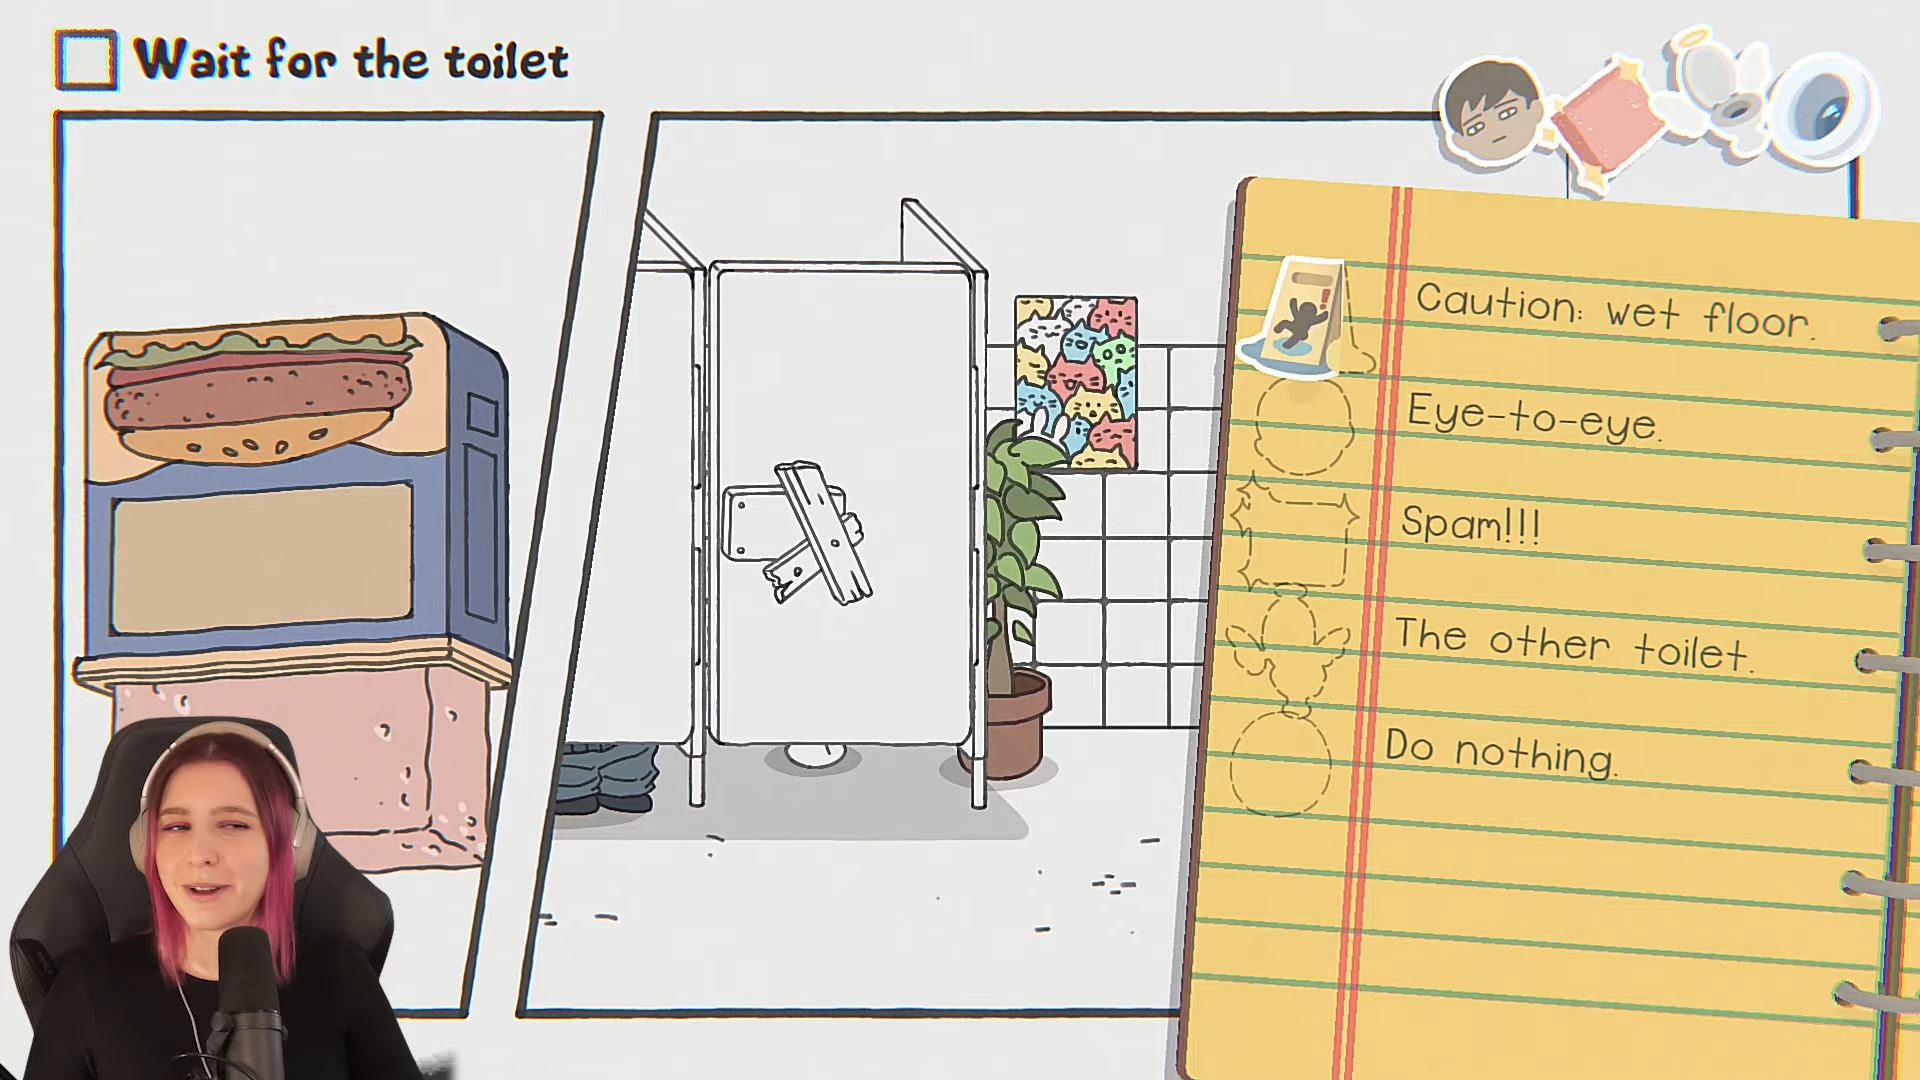 Wait for the toilet
Caution: wet floor.
Eye-to-eye.
Spam!!!
The other toilet.
Do nothing.